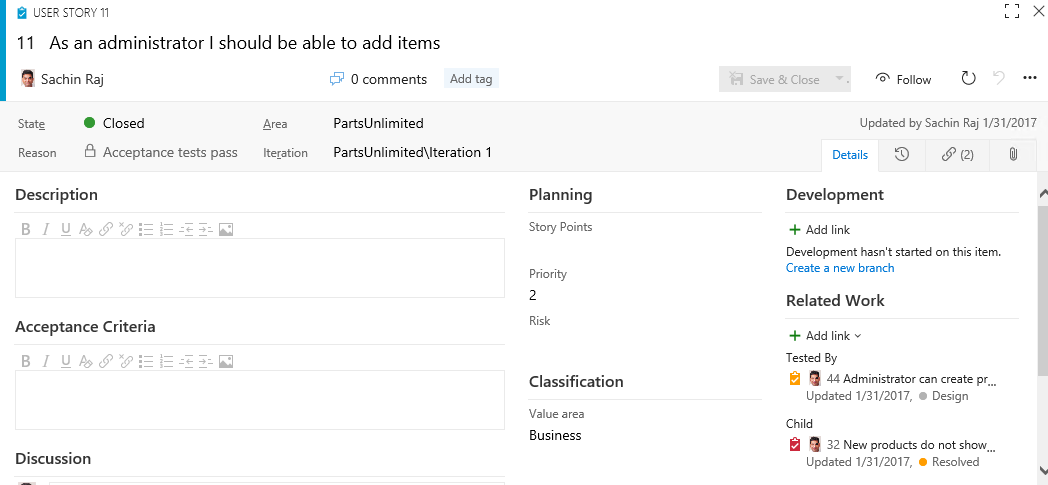 USER STORY 11
11 As an administrator I should be able to add items
Sachin Raj
0 comments
Add tag
Save & Close
Follow
State
Closed
Area
PartsUnlimited
Updated by Sachin Raj 1/31/2017
Reason
Acceptance tests pass
Iteration
PartsUnlimited\Iteration 1
Details
(2)
Description
B I U
Acceptance Criteria
B I U
Discussion
Planning
Story Points
Priority
2
Risk
Classification
Value area
Business
Development
Add link
Development hasn't started on this item.
Create a new branch
Related Work
Add link
Tested By
44 Administrator can create pr...
Updated 1/31/2017, Design
Child
32 New products do not show...
Updated 1/31/2017, Resolved